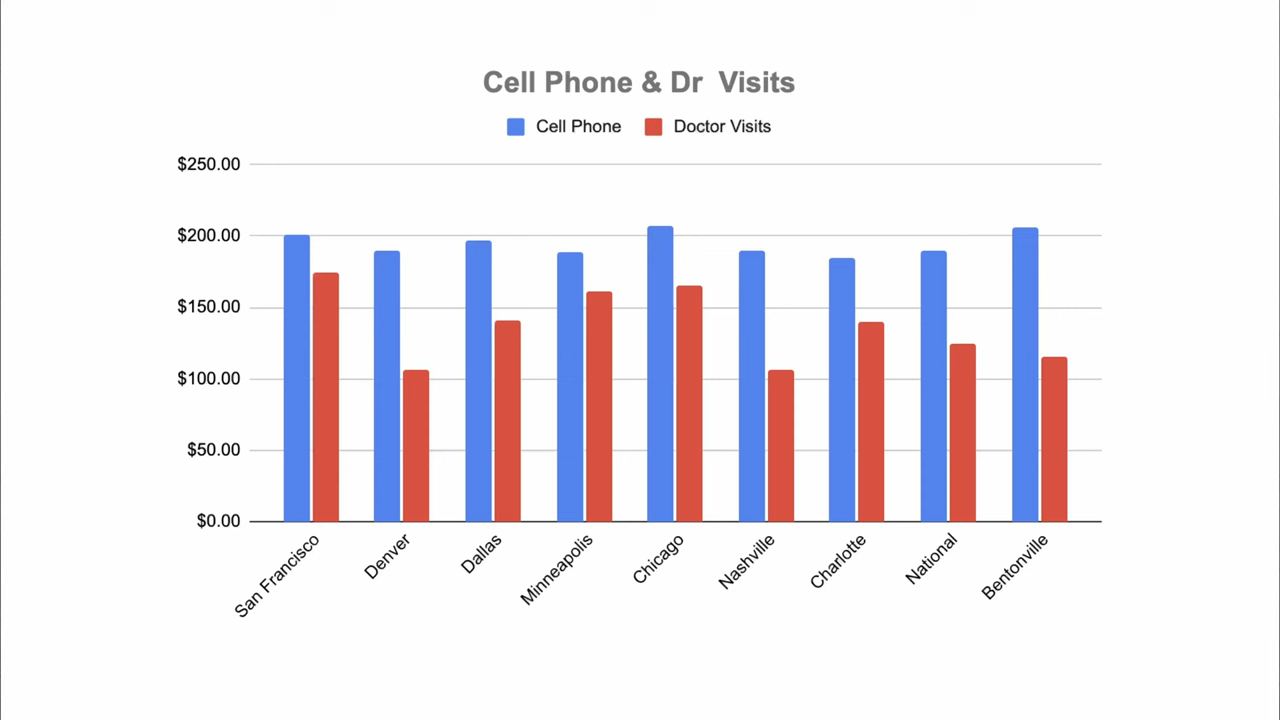 Cell Phone & Dr  Visits
Cell Phone
Doctor Visits
$250.00
$200.00
$150.00
$100.00
$50.00
$0.00
San Francisco
Denver
Dallas
Minneapolis
Chicago
Nashville
Charlotte
National
Bentonville